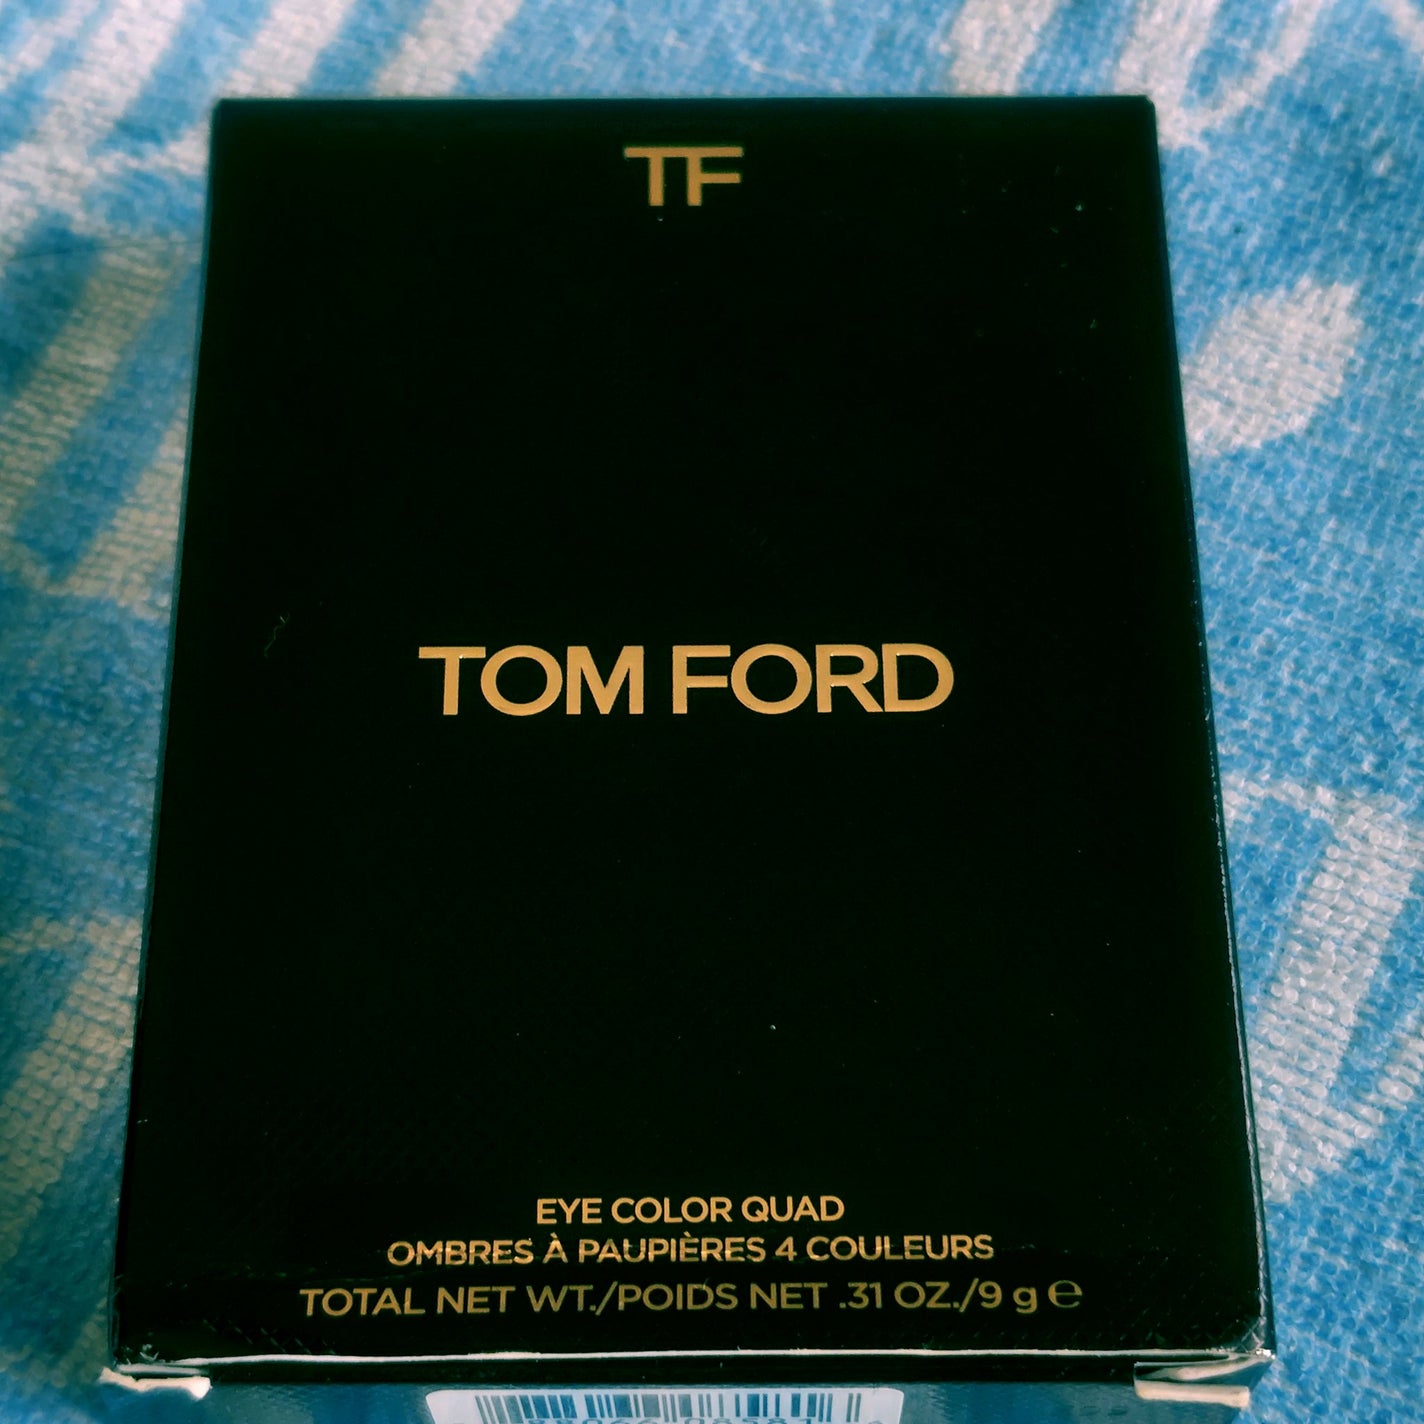 TF
TOM FORD
EYE COLOR QUAD
OMBRES À PAUPIÈRES 4 COULEURS
TOTAL NET WT./POIDS NET .31 OZ./9 g ℮